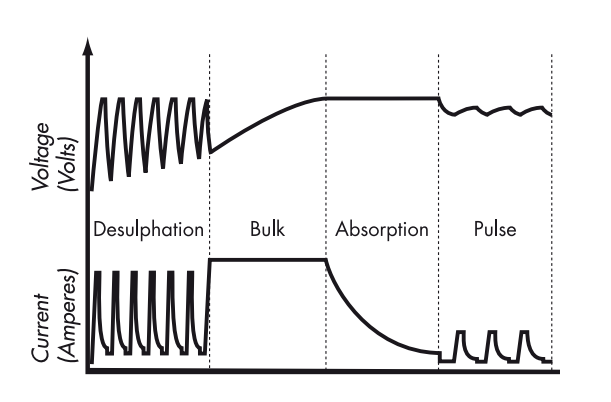 Voltage
(Volts)
Desulphation
Bulk
Absorption
Pulse
Current
(Amperes)